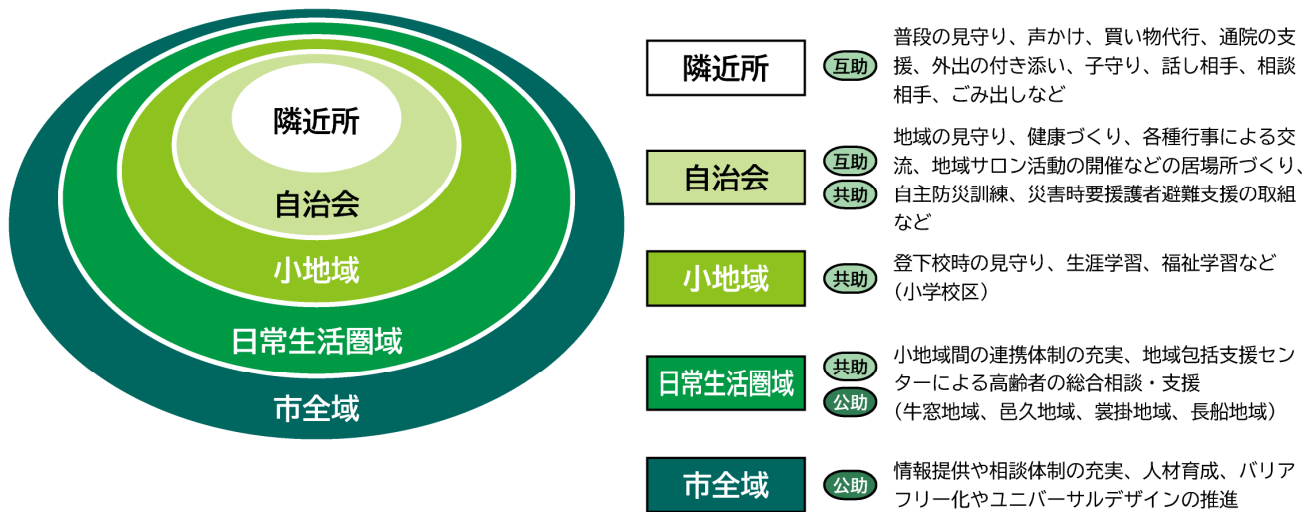 隣近所
自治会
小地域
日常生活圏域
市全域
隣近所
互助
普段の見守り、声かけ、買い物代行、通院の支
援、外出の付き添い、子守り、話し相手、相談
相手、ごみ出しなど
自治会
互助
共助
地域の見守り、健康づくり、各種行事による交
流、地域サロン活動の開催などの居場所づくり、
自主防災訓練、災害時要援護者避難支援の取組
など
小地域
共助
登下校時の見守り、生涯学習、福祉学習など
（小学校区）
日常生活圏域
共助
公助
小地域間の連携体制の充実、地域包括支援セン
ターによる高齢者の総合相談・支援
（牛窓地域、邑久地域、裳掛地域、長船地域）
市全域
公助
情報提供や相談体制の充実、人材育成、バリア
フリー化やユニバーサルデザインの推進